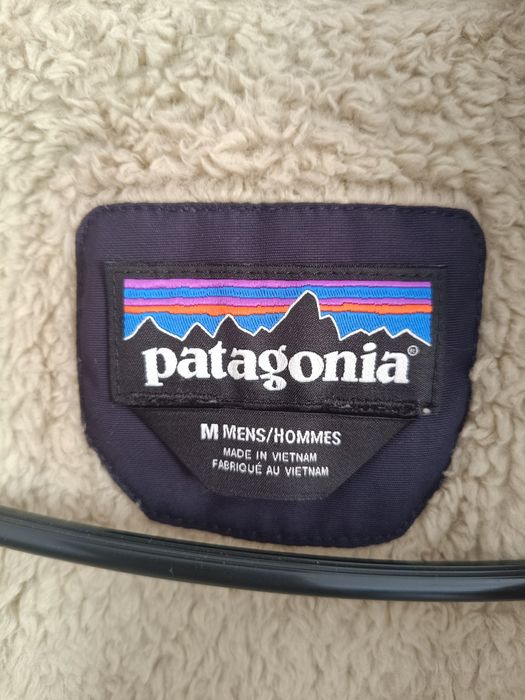 patagonia®
M MENS/HOMMES
MADE IN VIETNAM
FABRIQUÉ AU VIETNAM